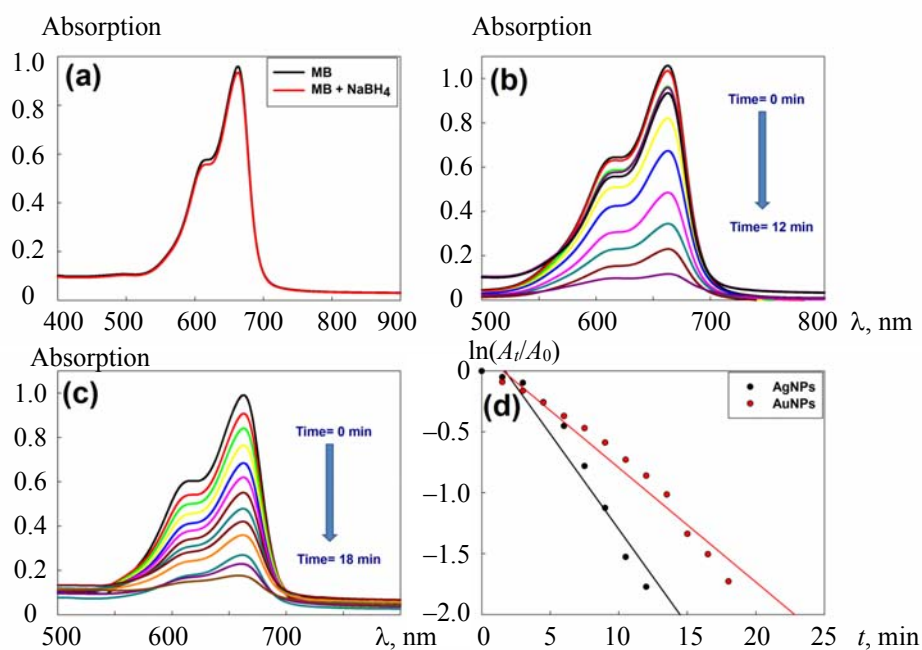 Absorption
1.0
0.8
0.6
0.4
0.2
0
(a)
MB
MB + NaBH₄
400 500 600 700 800 900
Absorption
1.0
0.8
0.6
0.4
0.2
0
(b)
Time= 0 min
Time= 12 min
500 600 700 800 λ, nm
Absorption
1.0
0.8
0.6
0.4
0.2
0
(c)
Time= 0 min
Time= 18 min
500 600 700 λ, nm
ln(Aₜ/A₀)
0
–0.5
–1.0
–1.5
–2.0
(d)
AgNPs
AuNPs
0 5 10 15 20 25 t, min